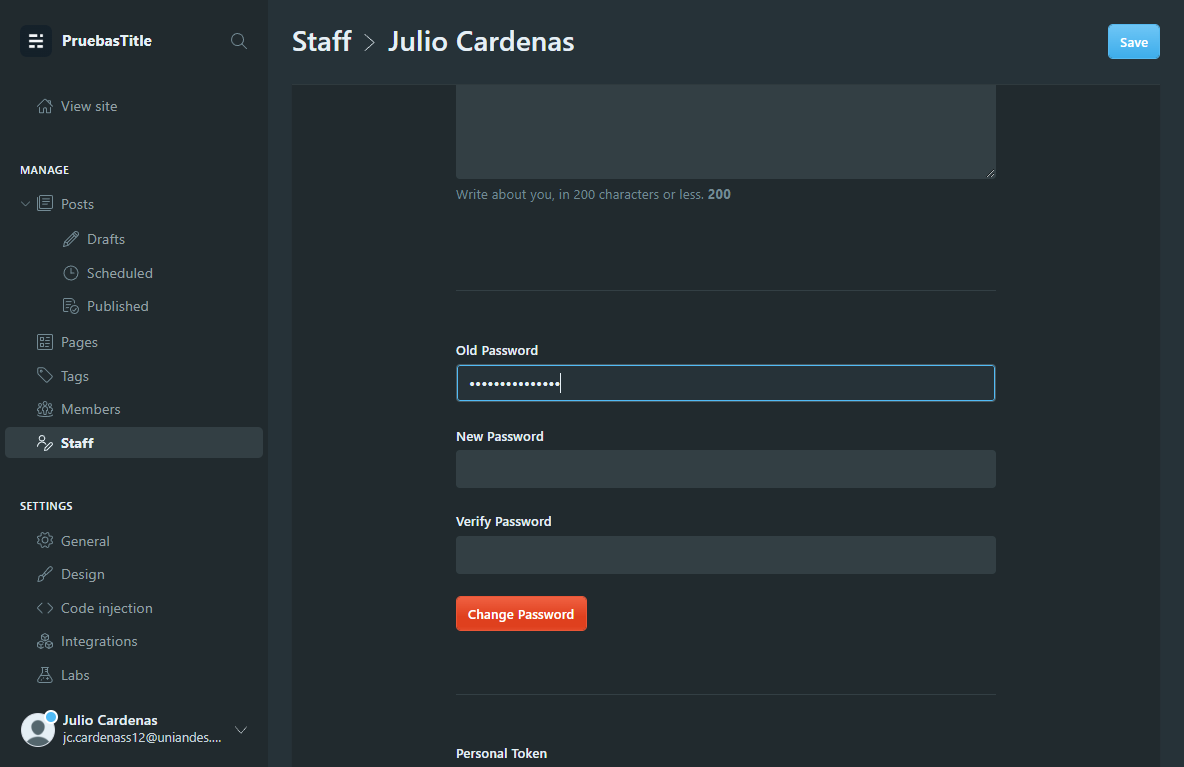 PruebasTitle
View site
MANAGE
Posts
Drafts
Scheduled
Published
Pages
Tags
Members
Staff
SETTINGS
General
Design
Code injection
Integrations
Labs
Julio Cardenas
jc.cardenass12@uniandes....
Staff > Julio Cardenas
Save
Write about you, in 200 characters or less. 200
Old Password
•••••••••••••••
New Password
Verify Password
Change Password
Personal Token